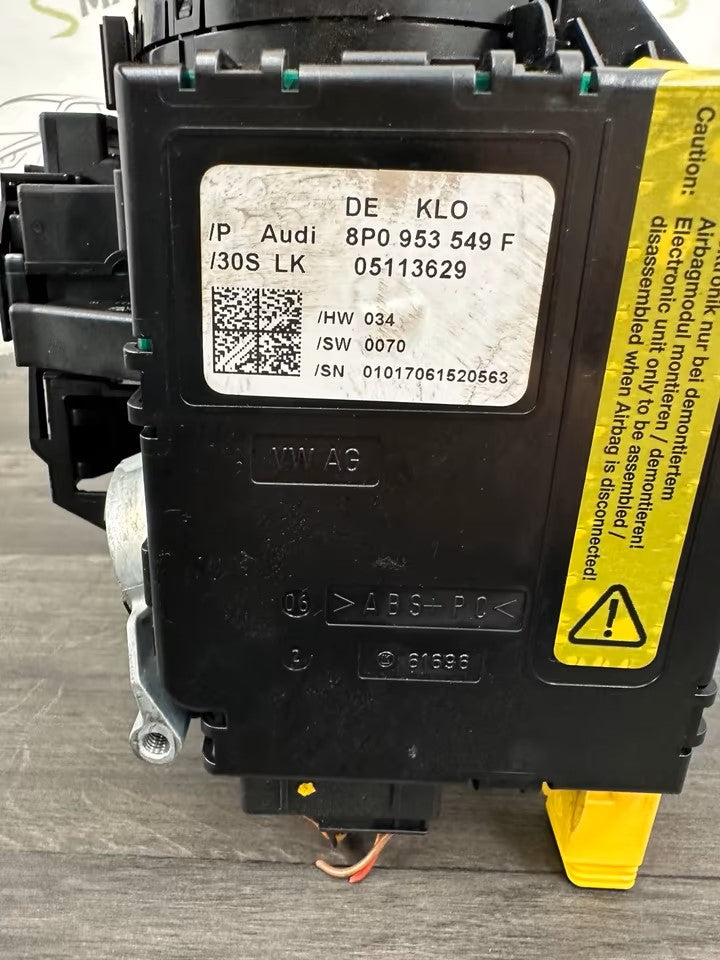 DE KLO
/P Audi 8P0 953 549 F
/30S LK 05113629
/HW 034
/SW 0070
/SN 01017061520563
VW AG
06 >ABS-PC<
2 61696
nur bei demontiertem
Airbagmodul montieren / demontieren!
Caution: Electronic unit only to be assembled /
disassembled when Airbag is disconnected!